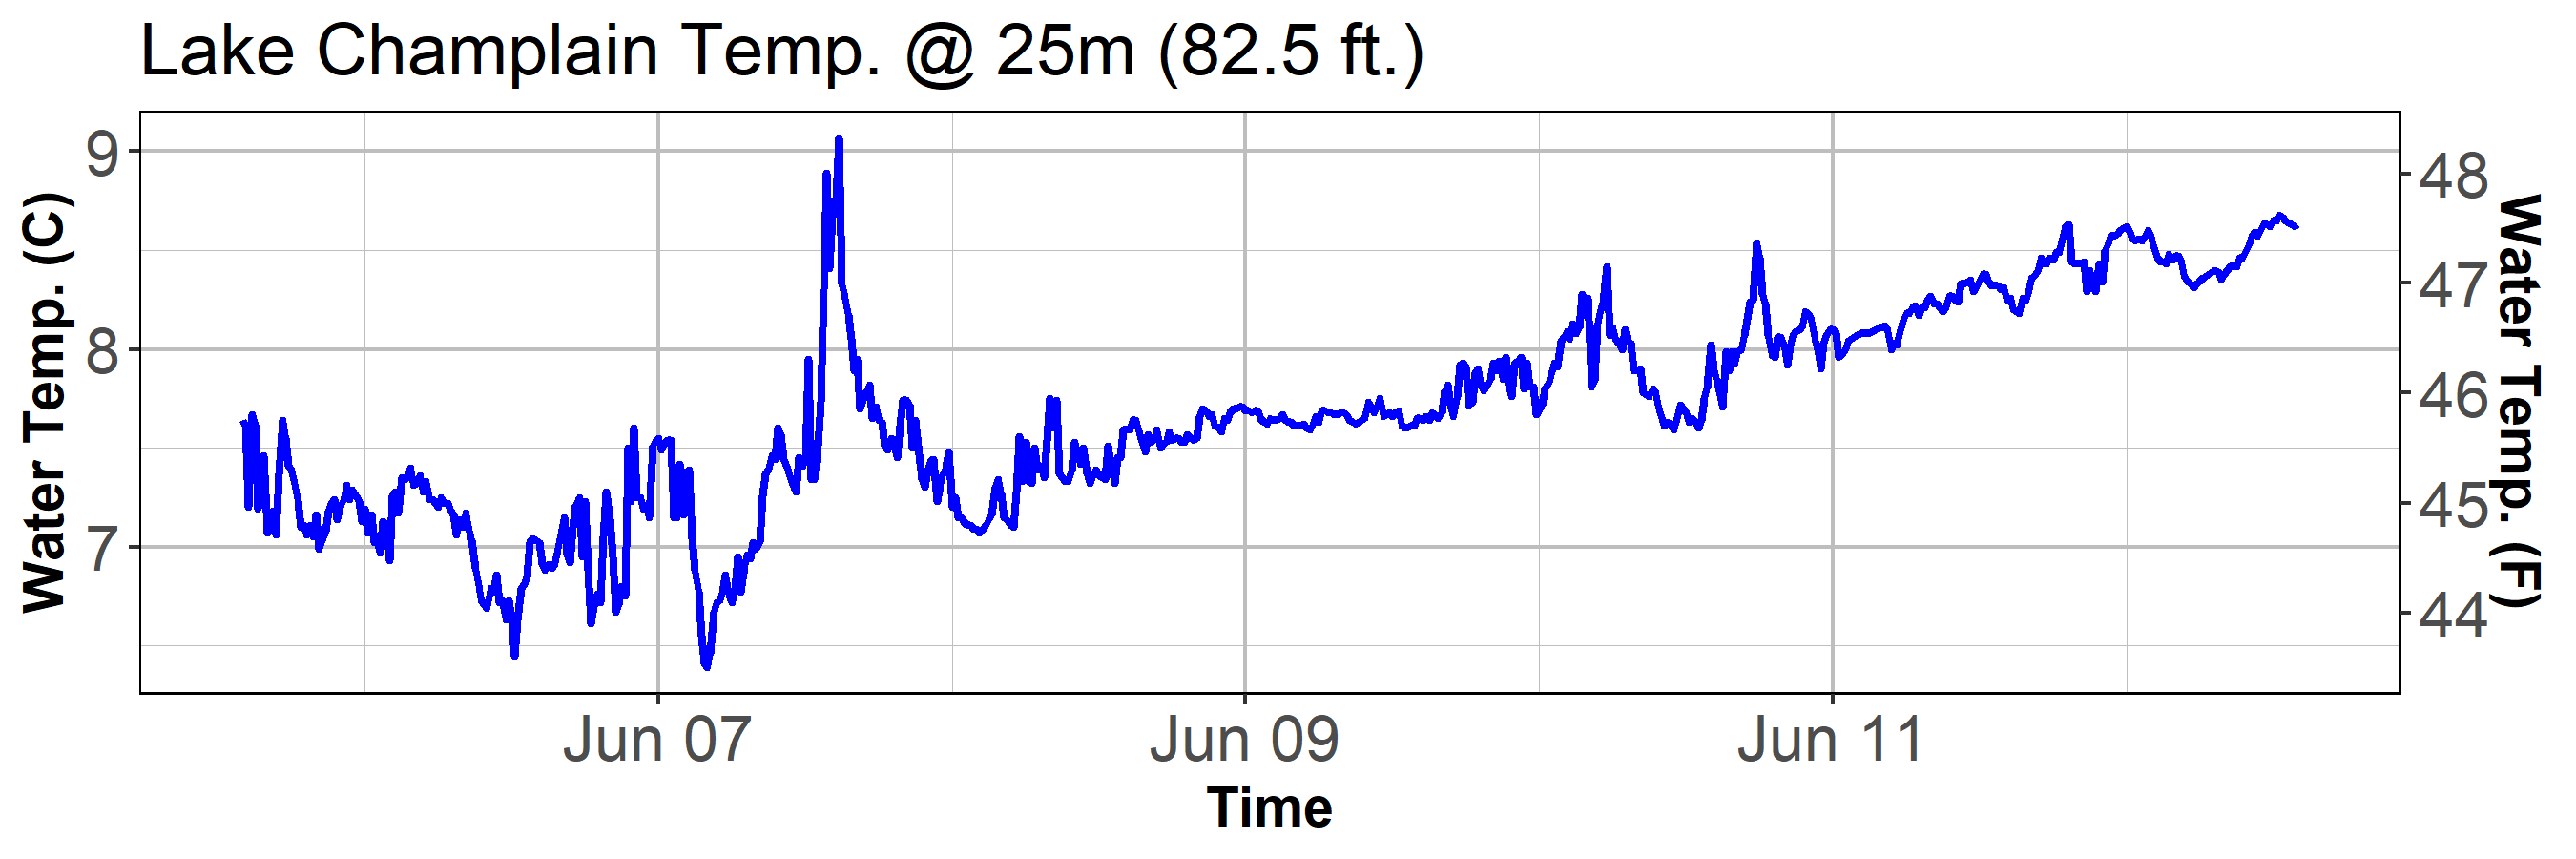 Lake Champlain Temp. @ 25m (82.5 ft.)
Water Temp. (C)
9
8
7
48
47
46
45
44
Water Temp. (F)
Jun 07 Jun 09 Jun 11
Time